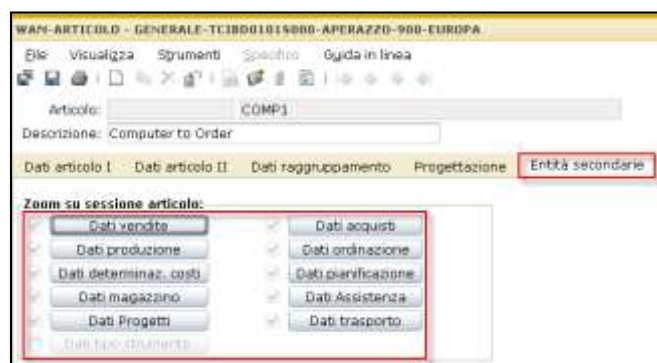 WAM-ARTICOLO - GENERALE-TCIBD0101S000-APERAZZO-900-EUROPA
File Visualizza Strumenti Specifico Guida in linea
Articolo: COMP1
Descrizione: Computer to Order
Dati articolo I Dati articolo II Dati raggruppamento Progettazione Entità secondarie
Zoom su sessione articolo:
Dati vendite Dati acquisti
Dati produzione Dati ordinazione
Dati determinaz. costi Dati pianificazione
Dati magazzino Dati Assistenza
Dati Progetti Dati trasporto
Dati tipo strumento